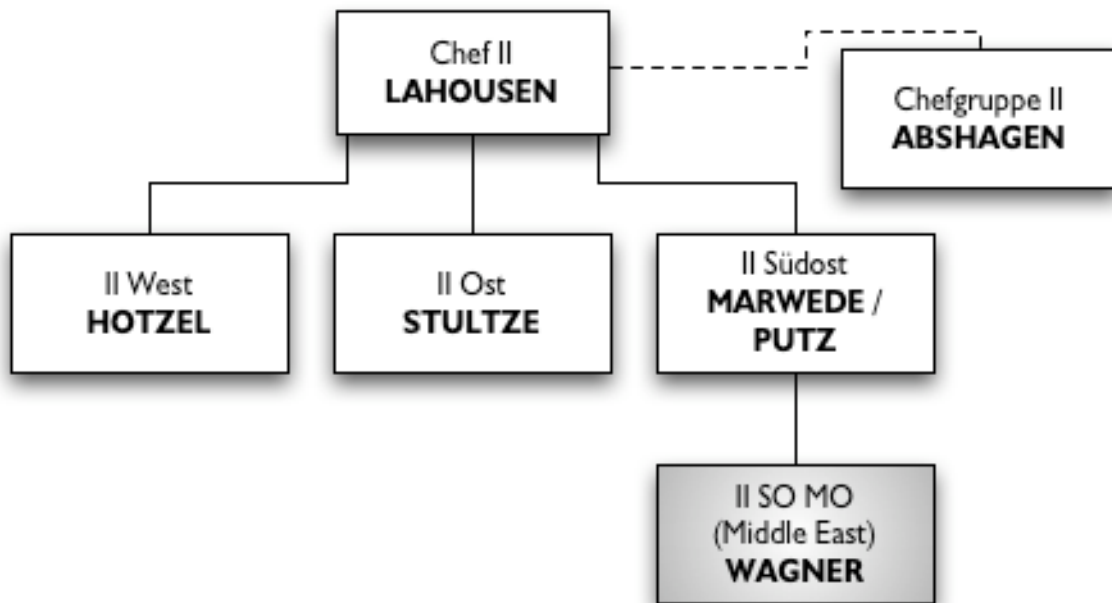 Chef II
LAHOUSEN
Chefgruppe II
ABSHAGEN
II West
HOTZEL
II Ost
STULTZE
II Südost
MARWEDE /
PUTZ
II SO MO
(Middle East)
WAGNER